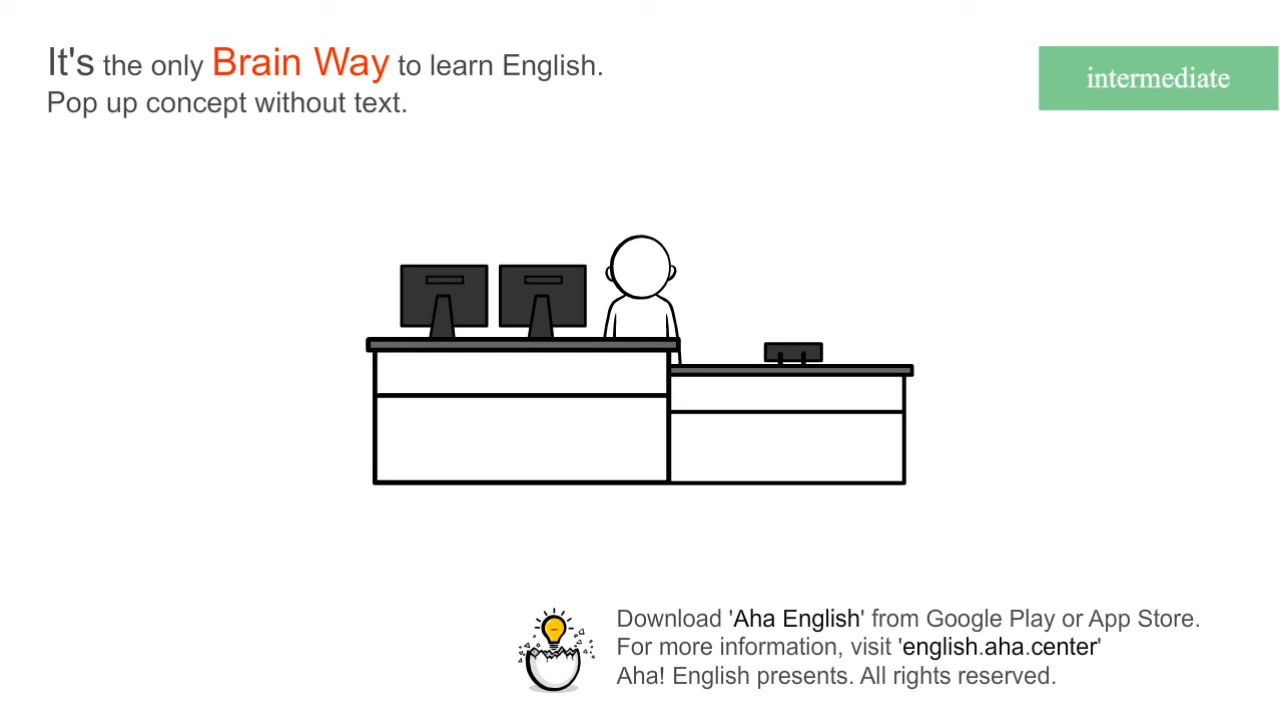 It's the only Brain Way to learn English.
Pop up concept without text.
intermediate
Download 'Aha English' from Google Play or App Store.
For more information, visit 'english.aha.center'
Aha! English presents. All rights reserved.